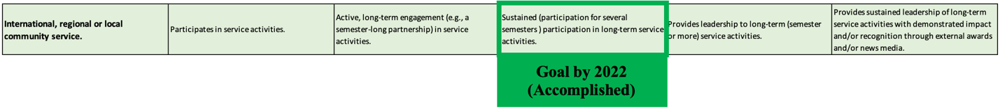 International, regional or local
community service.
Participates in service activities.
Active, long-term engagement (e.g., a
semester-long partnership) in service
activities.
Sustained (participation for several
semesters ) participation in long-term service
activities.
Provides leadership to long-term (semester
or more) service activities.
Provides sustained leadership of long-term
service activities with demonstrated impact
and/or recognition through external awards
and/or news media.
Goal by 2022
(Accomplished)